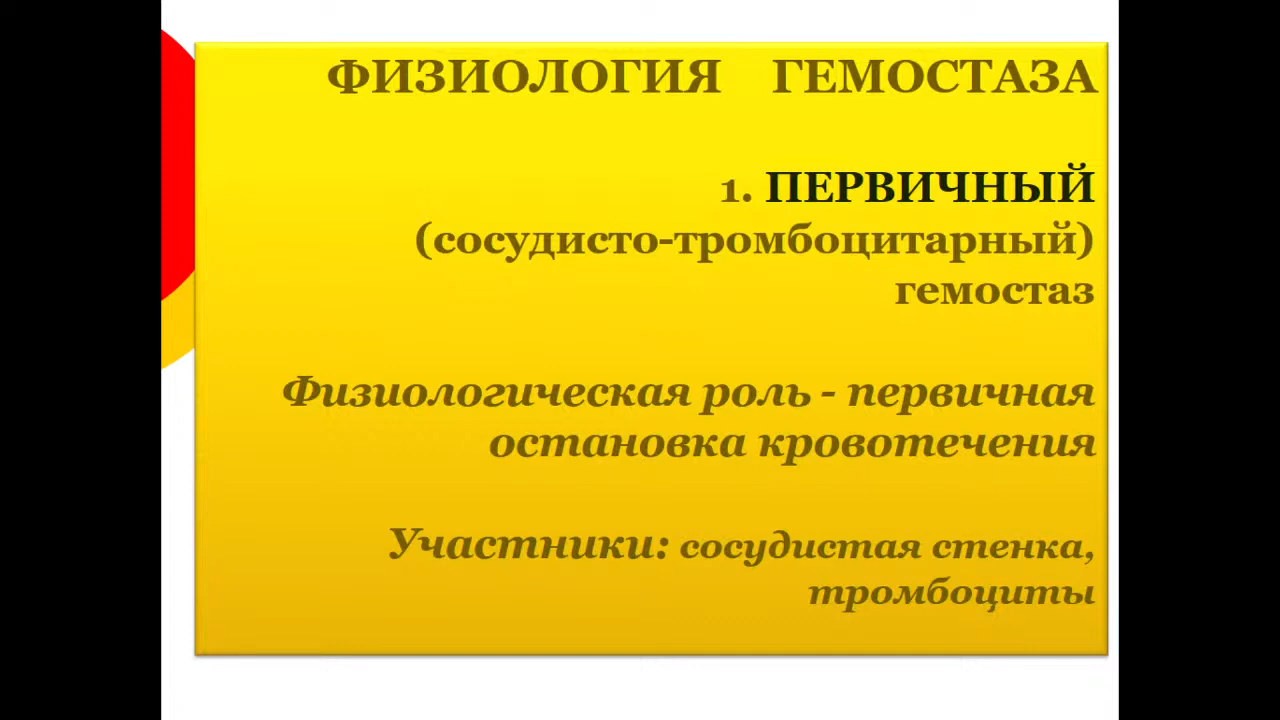 ФИЗИОЛОГИЯ ГЕМОСТАЗА
1. ПЕРВИЧНЫЙ
(сосудисто-тромбоцитарный)
гемостаз
Физиологическая роль - первичная
остановка кровотечения
Участники: сосудистая стенка,
тромбоциты